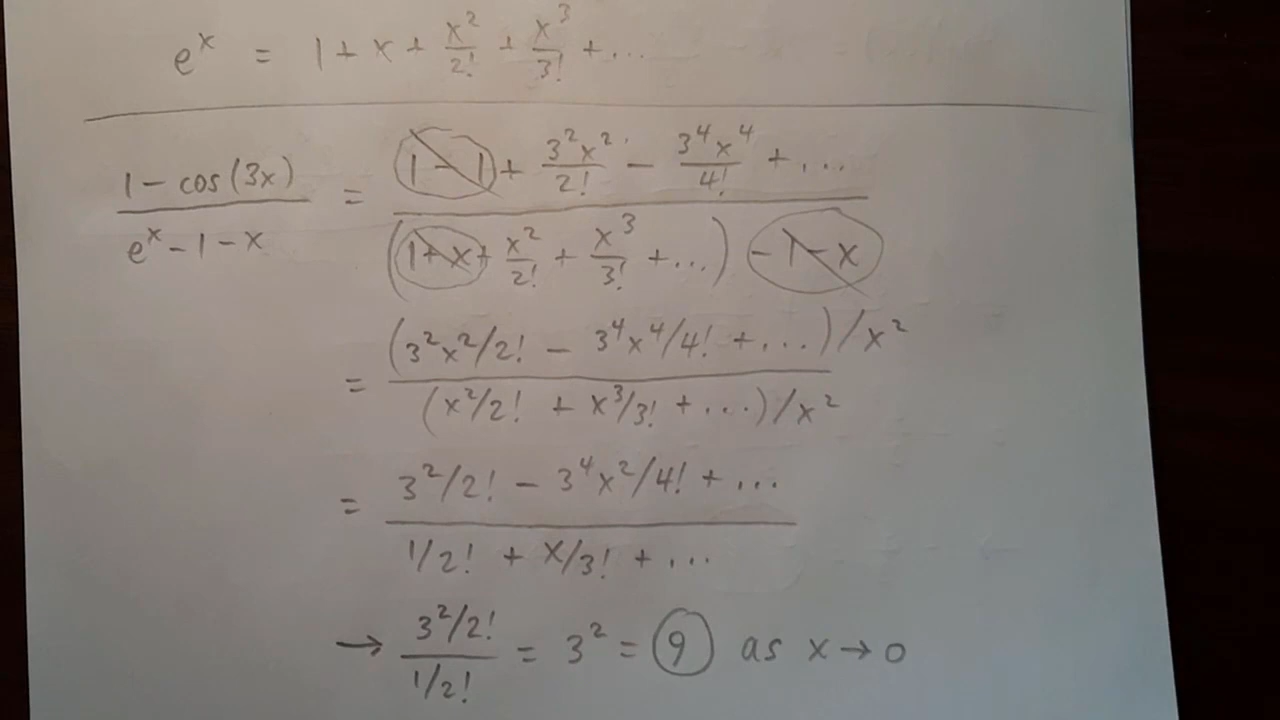 e^x = 1 + x + x^2/2! + x^3/3! + ...
(1 - cos(3x))/(e^x - 1 - x) = (1 - 1 + 3^2x^2/2! - 3^4x^4/4! + ...)/((1 + x + x^2/2! + x^3/3! + ...) - 1 - x)
= ((3^2x^2/2! - 3^4x^4/4! + ...)/x^2)/((x^2/2! + x^3/3! + ...)/x^2)
= (3^2/2! - 3^4x^2/4! + ...)/(1/2! + x/3! + ...)
→ (3^2/2!)/(1/2!) = 3^2 = 9 as x → 0